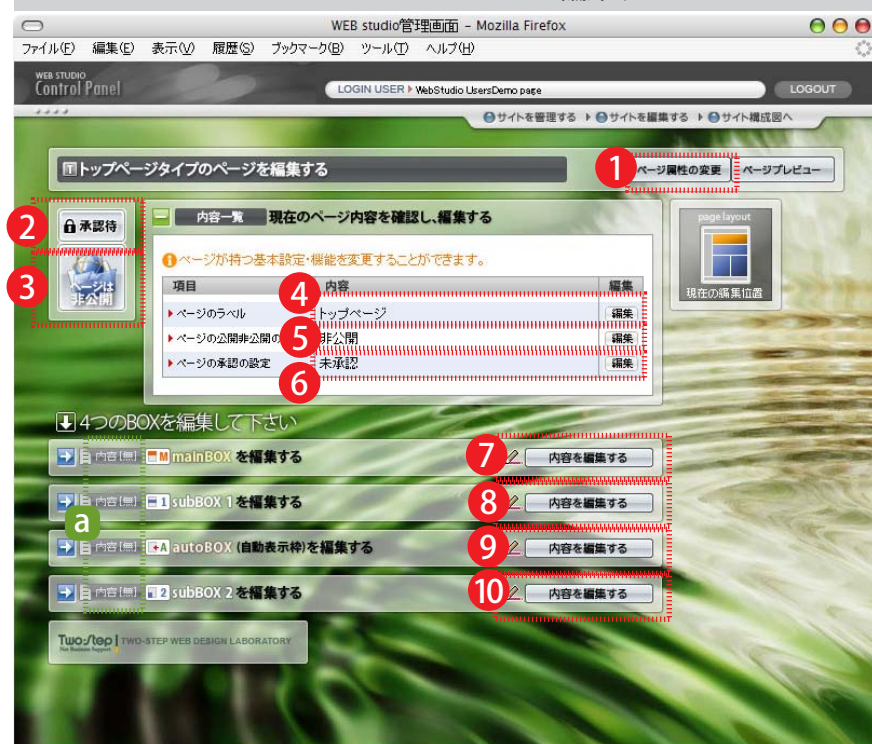 WEB studio管理画面 - Mozilla Firefox
ファイル(F) 編集(E) 表示(V) 履歴(S) ブックマーク(B) ツール(T) ヘルプ(H)
WEB STUDIO
Control Panel
LOGIN USER WebStudio UsersDemo page
LOGOUT
サイトを管理する サイトを編集する サイト構成図へ
T トップページタイプのページを編集する
1 ページ属性の変更 ページプレビュー
2 承認待
3 ページは
非公開
内容一覧 現在のページ内容を確認し、編集する
ページが持つ基本設定・機能を変更することができます。
項目 内容 編集
ページのラベル 4 トップページ 編集
ページの公開非公開の 5 非公開 編集
ページの承認の設定 6 未承認 編集
page layout
現在の編集位置
4つのBOXを編集して下さい
内容[無] M mainBOX を編集する 7 内容を編集する
内容[無] 1 subBOX 1 を編集する 8 内容を編集する
a
内容[無] +A autoBOX (自動表示枠)を編集する 9 内容を編集する
内容[無] 2 subBOX 2 を編集する 10 内容を編集する
Two:/tep TWO-STEP WEB DESIGN LABORATORY
Net Business Support